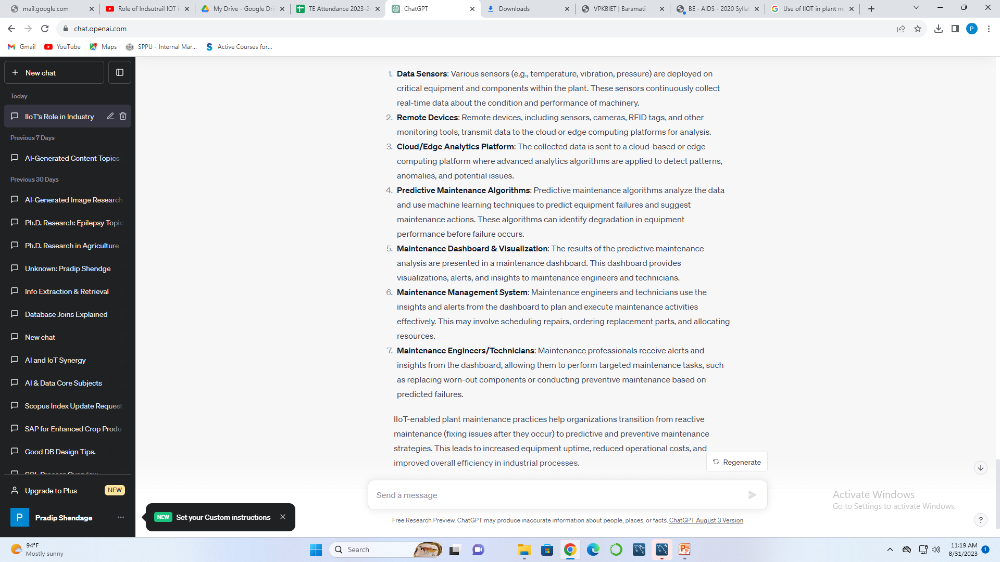 mail.google.com
Role of Indsutrail IOT i
My Drive - Google Dri
TE Attendance 2023-2
ChatGPT
Downloads
VPKBIET | Baramati
BE - AIDS - 2020 Sylla
Use of IIOT in plant m
chat.openai.com
P
Gmail
YouTube
Maps
SPPU - Internal Mar...
Active Courses for...
New chat
Today
IIoT's Role in Industry
Previous 7 Days
AI-Generated Content Topics
Previous 30 Days
AI-Generated Image Research
Ph.D. Research: Epilepsy Topic
Ph.D. Research in Agriculture
Unknown: Pradip Shendge
Info Extraction & Retrieval
Database Joins Explained
New chat
AI and IoT Synergy
AI & Data Core Subjects
Scopus Index Update Request
SAP for Enhanced Crop Produ
Good DB Design Tips.
SQL Process Overview
Upgrade to Plus
NEW
P
Pradip Shendage
1. Data Sensors: Various sensors (e.g., temperature, vibration, pressure) are deployed on
critical equipment and components within the plant. These sensors continuously collect
real-time data about the condition and performance of machinery.
2. Remote Devices: Remote devices, including sensors, cameras, RFID tags, and other
monitoring tools, transmit data to the cloud or edge computing platforms for analysis.
3. Cloud/Edge Analytics Platform: The collected data is sent to a cloud-based or edge
computing platform where advanced analytics algorithms are applied to detect patterns,
anomalies, and potential issues.
4. Predictive Maintenance Algorithms: Predictive maintenance algorithms analyze the data
and use machine learning techniques to predict equipment failures and suggest
maintenance actions. These algorithms can identify degradation in equipment
performance before failure occurs.
5. Maintenance Dashboard & Visualization: The results of the predictive maintenance
analysis are presented in a maintenance dashboard. This dashboard provides
visualizations, alerts, and insights to maintenance engineers and technicians.
6. Maintenance Management System: Maintenance engineers and technicians use the
insights and alerts from the dashboard to plan and execute maintenance activities
effectively. This may involve scheduling repairs, ordering replacement parts, and allocating
resources.
7. Maintenance Engineers/Technicians: Maintenance professionals receive alerts and
insights from the dashboard, allowing them to perform targeted maintenance tasks, such
as replacing worn-out components or conducting preventive maintenance based on
predicted failures.
IIoT-enabled plant maintenance practices help organizations transition from reactive
maintenance (fixing issues after they occur) to predictive and preventive maintenance
strategies. This leads to increased equipment uptime, reduced operational costs, and
improved overall efficiency in industrial processes.
Regenerate
Send a message
NEW Set your Custom instructions
Free Research Preview. ChatGPT may produce inaccurate information about people, places, or facts. ChatGPT August 3 Version
Activate Windows
Go to Settings to activate Windows.
?
94°F
Mostly sunny
Search
11:19 AM
8/31/2023
1